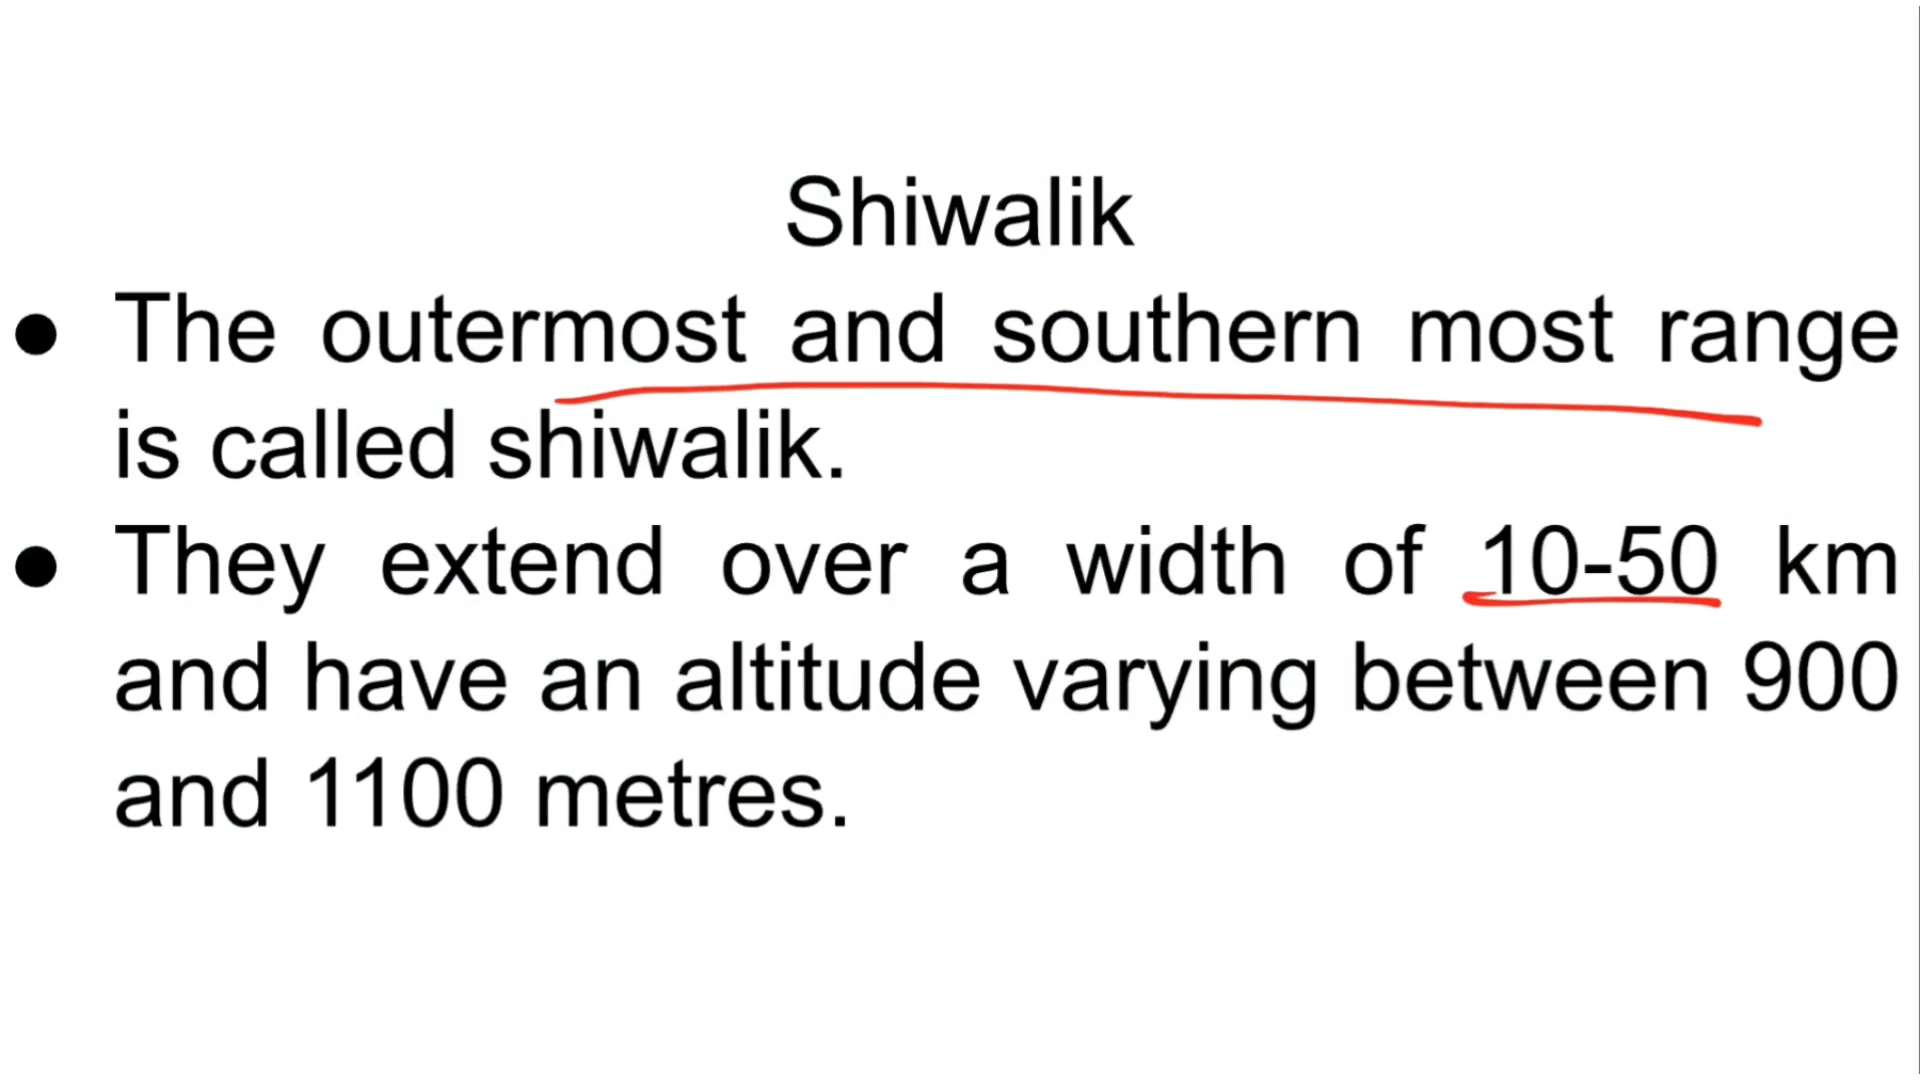 Shiwalik
● The outermost and southern most range
is called shiwalik.
● They extend over a width of 10-50 km
and have an altitude varying between 900
and 1100 metres.